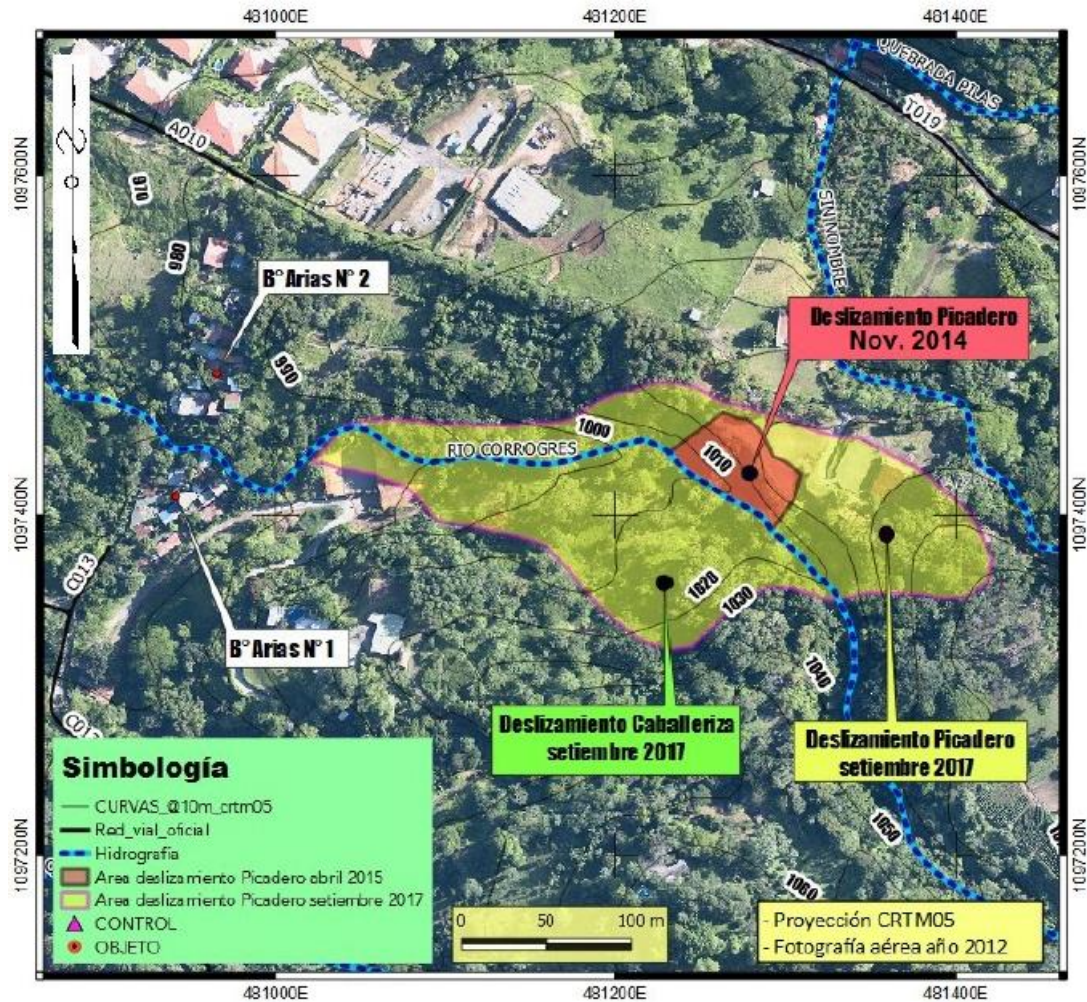 481000E
481200E
481400E
1097600N
1097400N
1097200N
1097600N
1097400N
1097200N
QUEBRADA PILAS
T019
A010
SIN NOMBRE
970
980
B° Arias N° 2
Deslizamiento Picadero
Nov. 2014
990
1000
RIO CORROGRES
1010
C013
1020
1030
B° Arias N° 1
1040
Deslizamiento Caballeriza
setiembre 2017
Deslizamiento Picadero
setiembre 2017
1050
1060
Simbología
CURVAS_@10m_crtm05
Red_vial_oficial
Hidrografía
Area deslizamiento Picadero abril 2015
Area deslizamiento Picadero setiembre 2017
CONTROL
OBJETO
0 50 100 m
- Proyección CRTM05
- Fotografía aérea año 2012
481000E
481200E
481400E